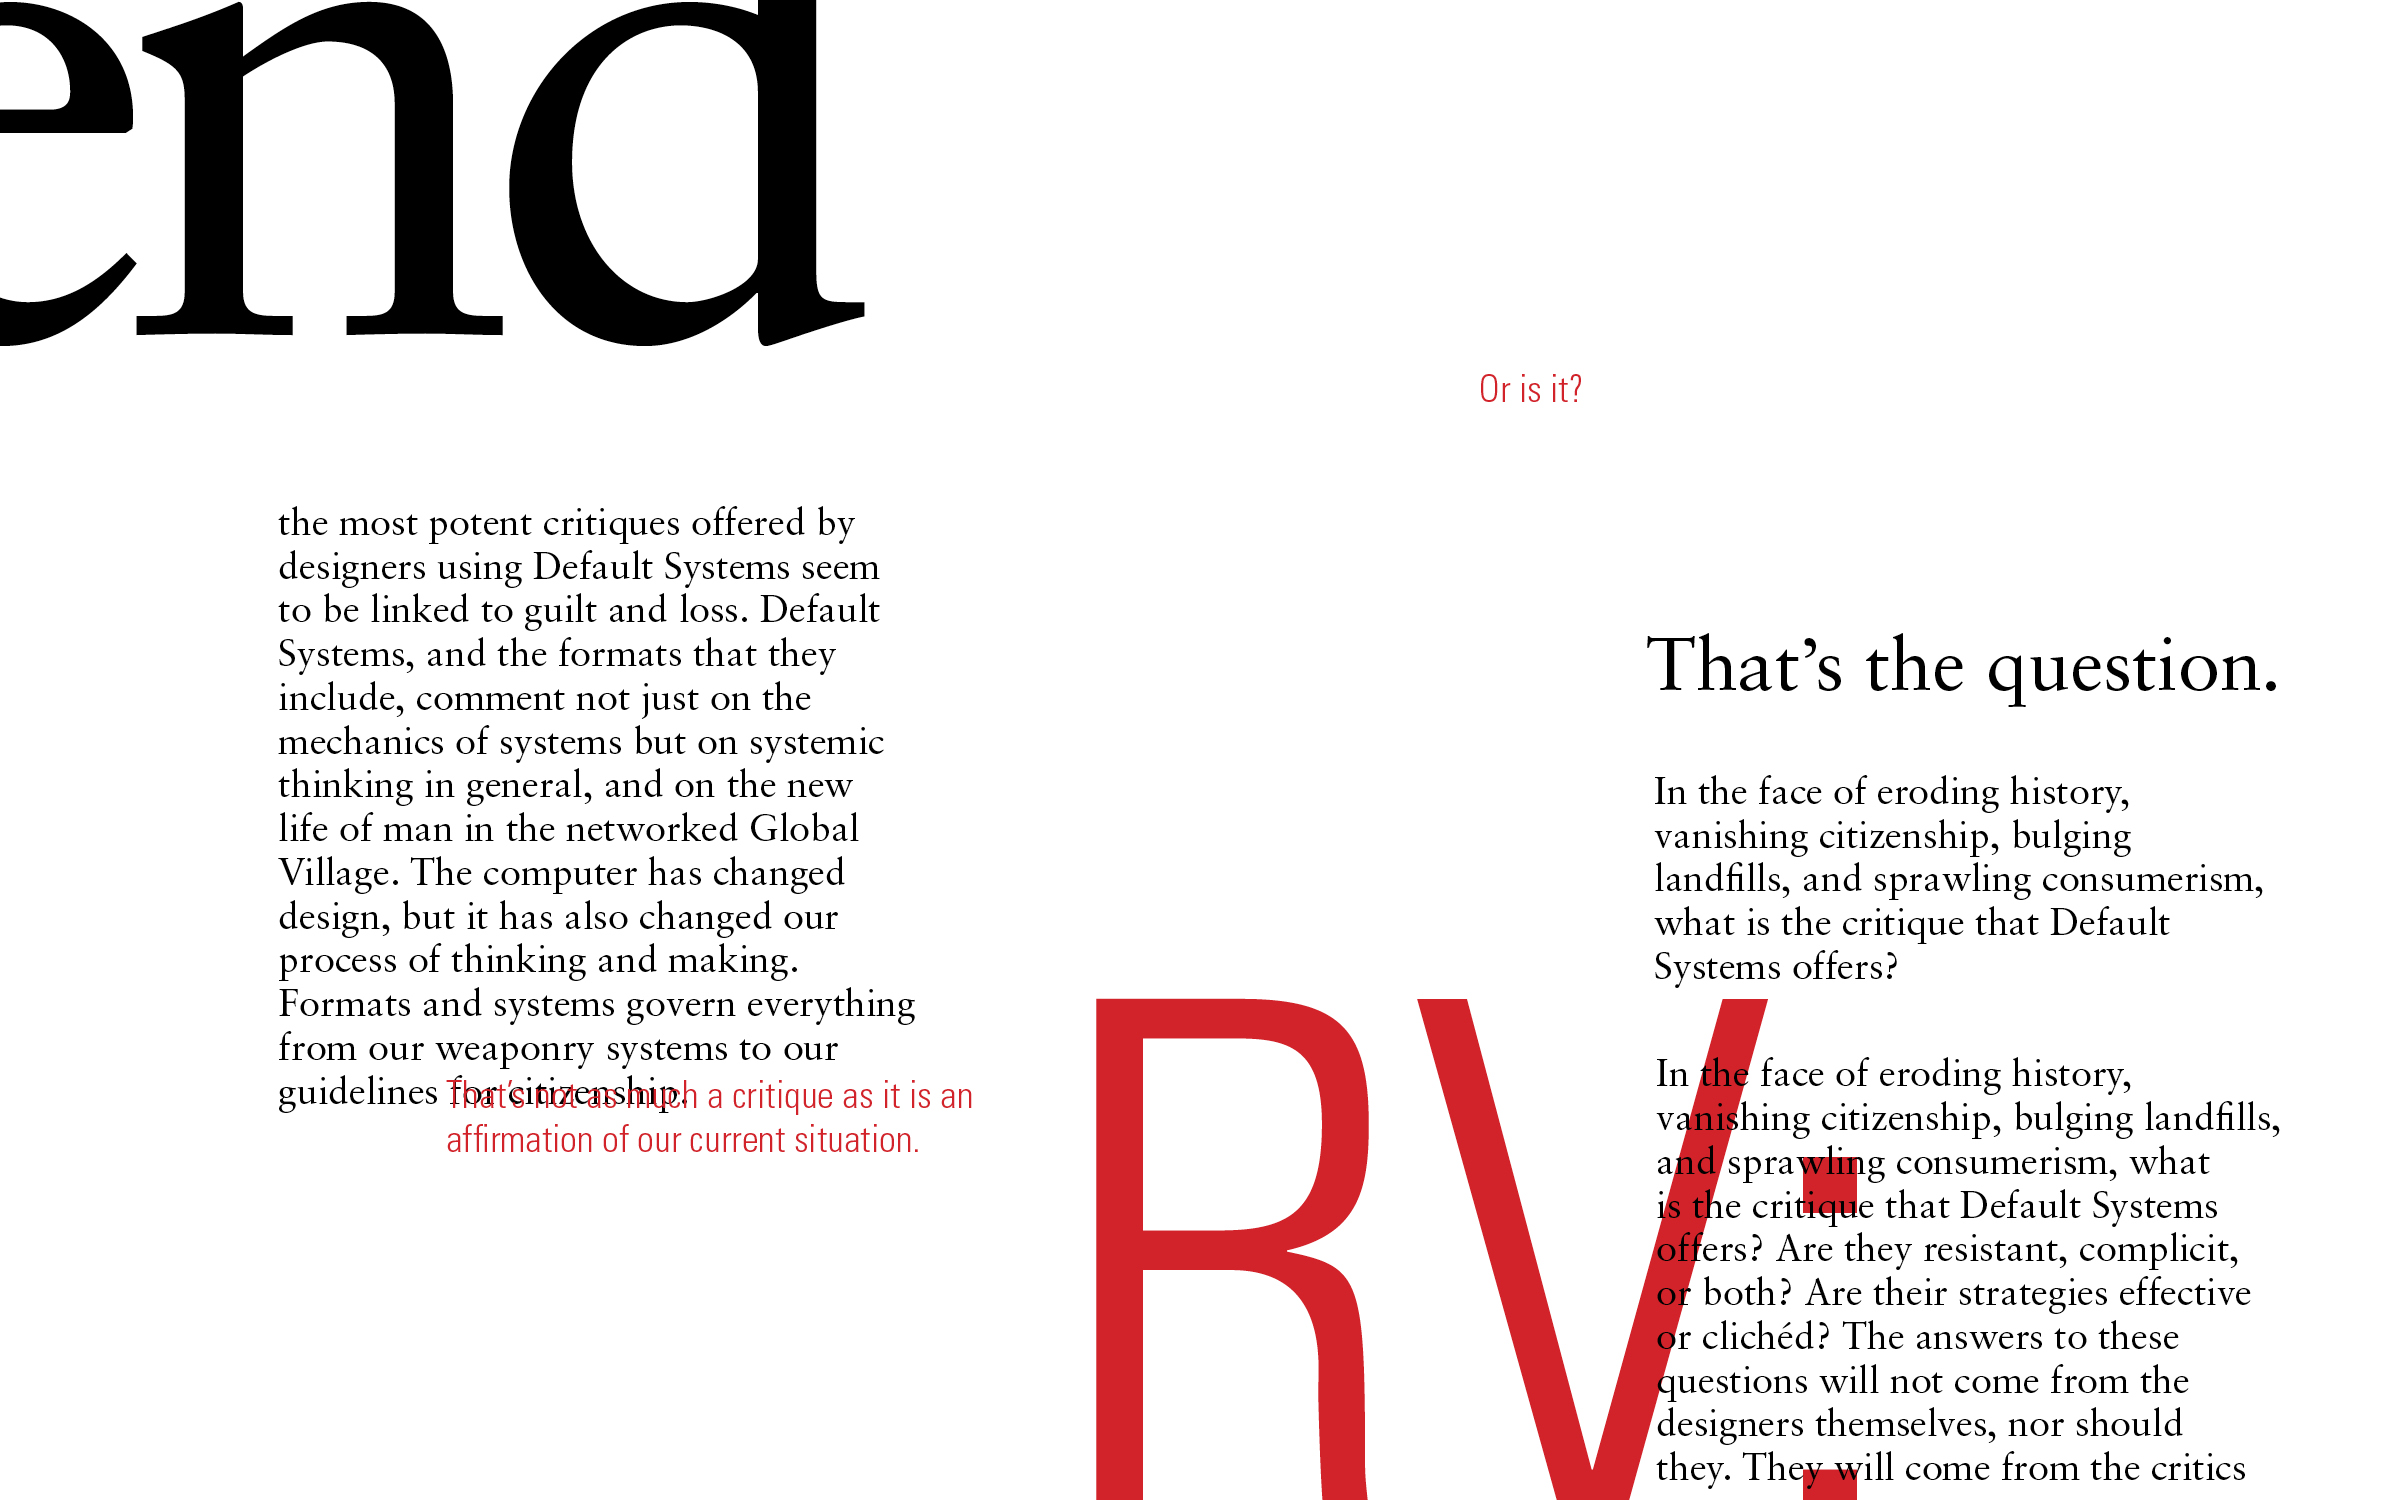 end
Or is it?
the most potent critiques offered by
designers using Default Systems seem
to be linked to guilt and loss. Default
Systems, and the formats that they
include, comment not just on the
mechanics of systems but on systemic
thinking in general, and on the new
life of man in the networked Global
Village. The computer has changed
design, but it has also changed our
process of thinking and making.
Formats and systems govern everything
from our weaponry systems to our
guidelines for citizenship.
That’s not as much a critique as it is an
affirmation of our current situation.
RV:
That’s the question.
In the face of eroding history,
vanishing citizenship, bulging
landfills, and sprawling consumerism,
what is the critique that Default
Systems offers?
In the face of eroding history,
vanishing citizenship, bulging landfills,
and sprawling consumerism, what
is the critique that Default Systems
offers? Are they resistant, complicit,
or both? Are their strategies effective
or clichéd? The answers to these
questions will not come from the
designers themselves, nor should
they. They will come from the critics